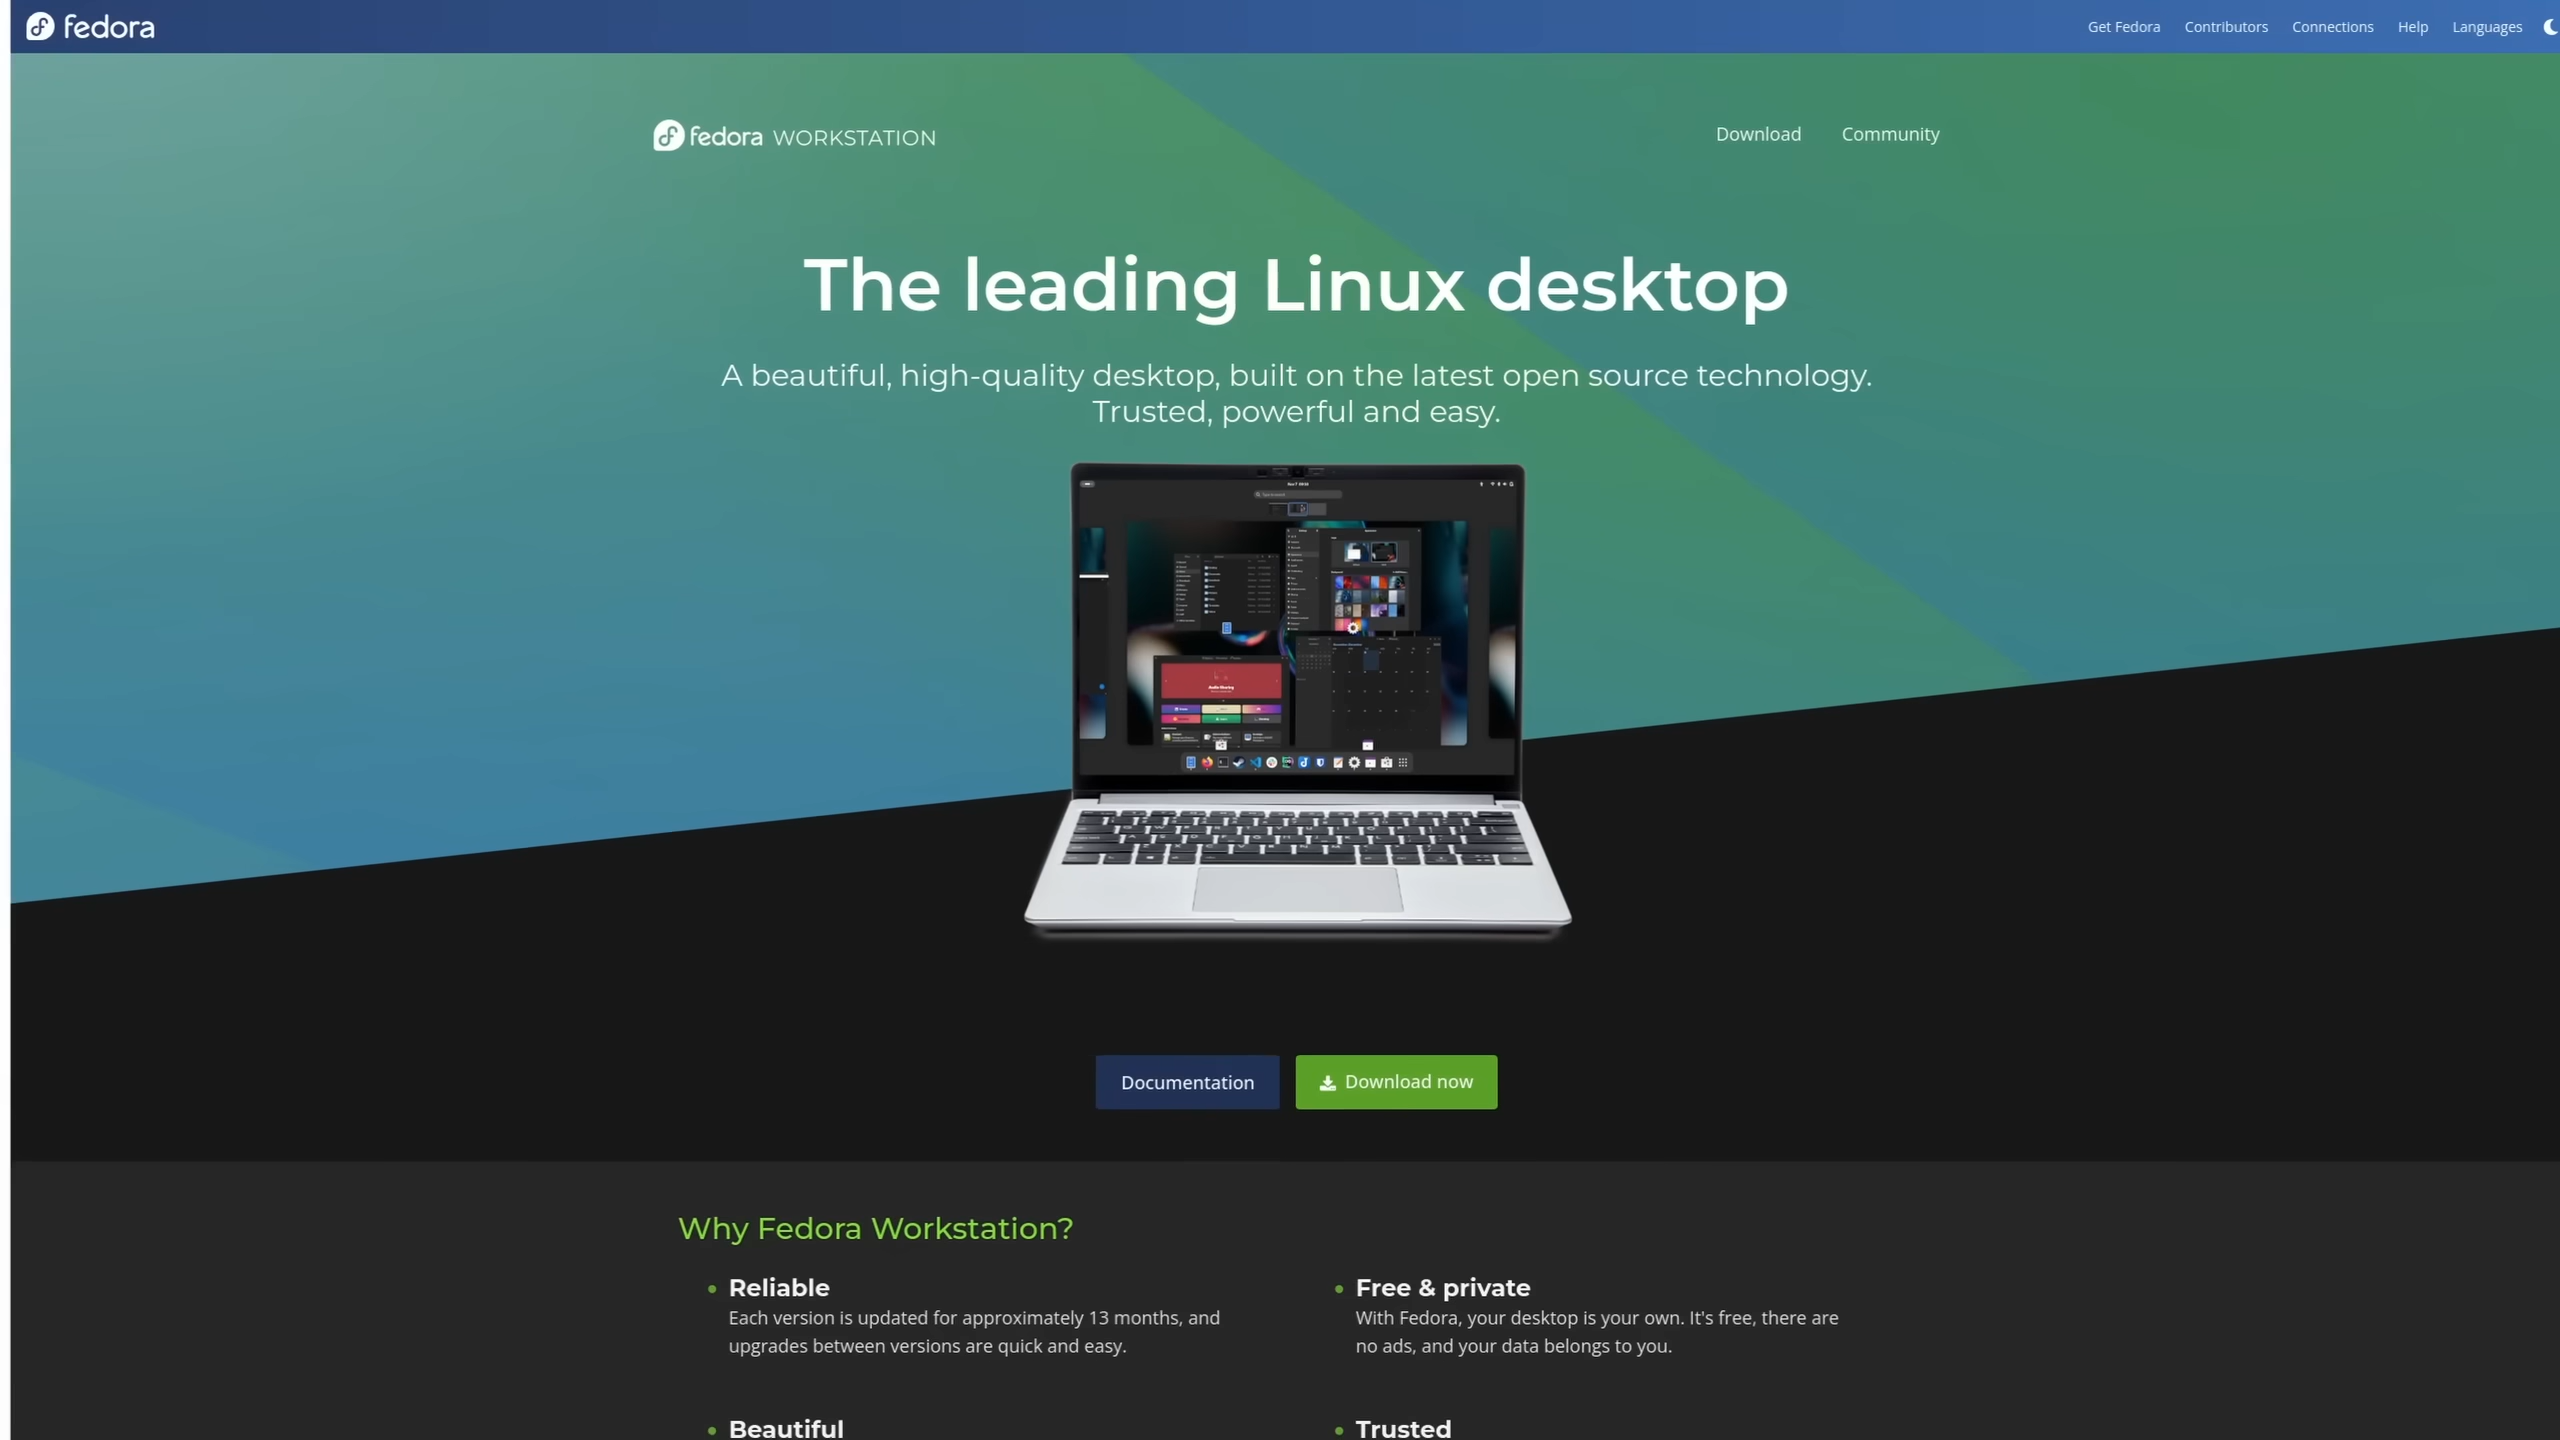 fedora
Get Fedora Contributors Connections Help Languages
fedora WORKSTATION
Download Community
The leading Linux desktop
A beautiful, high-quality desktop, built on the latest open source technology.
Trusted, powerful and easy.
Documentation
Download now
Why Fedora Workstation?
Reliable
Each version is updated for approximately 13 months, and
upgrades between versions are quick and easy.
Free & private
With Fedora, your desktop is your own. It's free, there are
no ads, and your data belongs to you.
Beautiful
Trusted